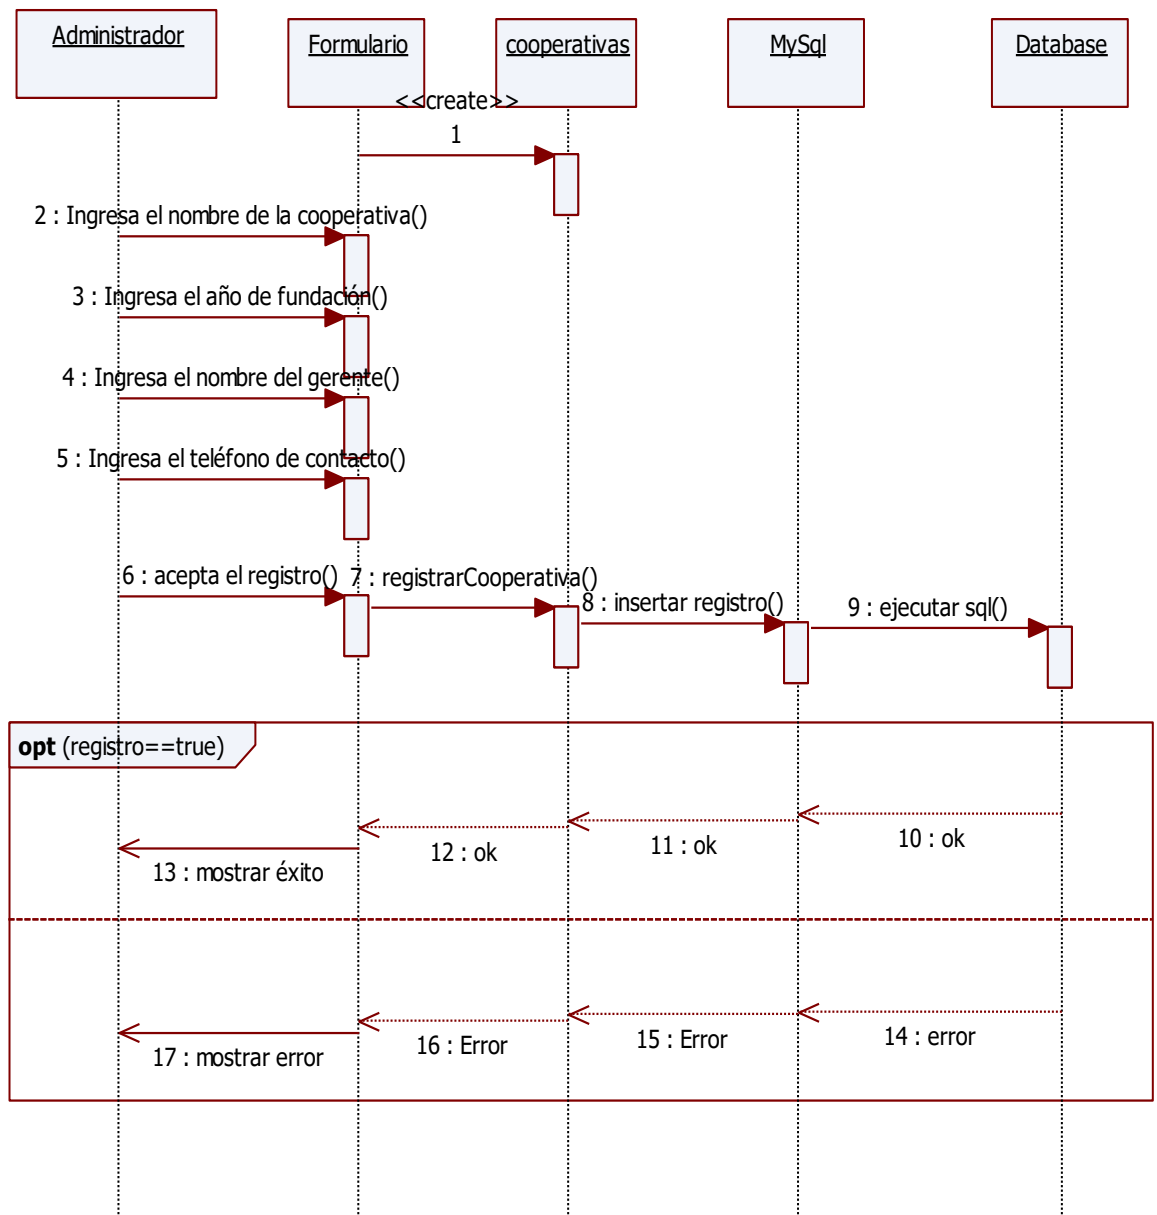 Administrador
Formulario
cooperativas
MySql
Database
<<create>>
1
2 : Ingresa el nombre de la cooperativa()
3 : Ingresa el año de fundación()
4 : Ingresa el nombre del gerente()
5 : Ingresa el teléfono de contacto()
6 : acepta el registro()
7 : registrarCooperativa()
8 : insertar registro()
9 : ejecutar sql()
opt (registro==true)
10 : ok
11 : ok
12 : ok
13 : mostrar éxito
14 : error
15 : Error
16 : Error
17 : mostrar error